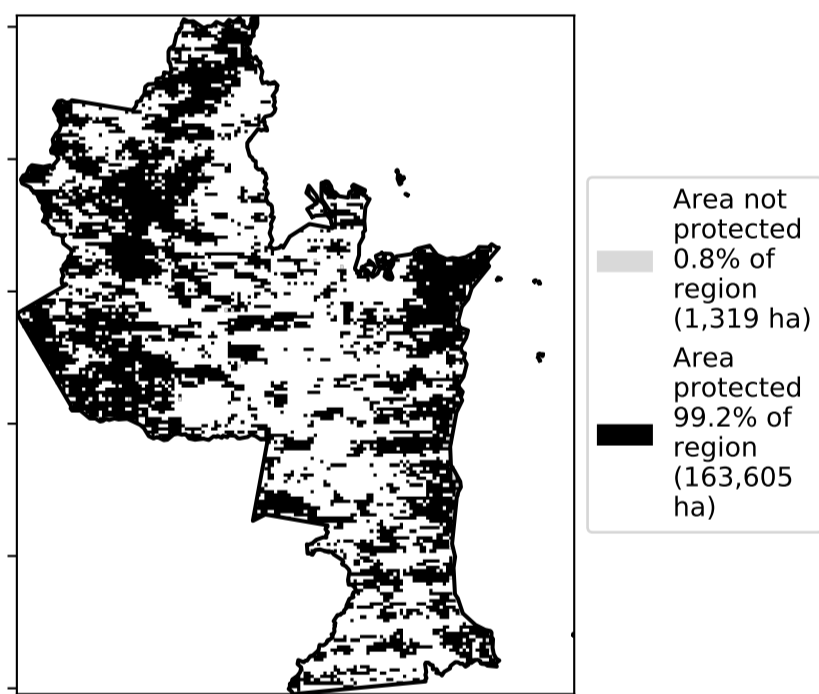 Area not
protected
0.8% of
region
(1,319 ha)
Area
protected
99.2% of
region
(163,605
ha)